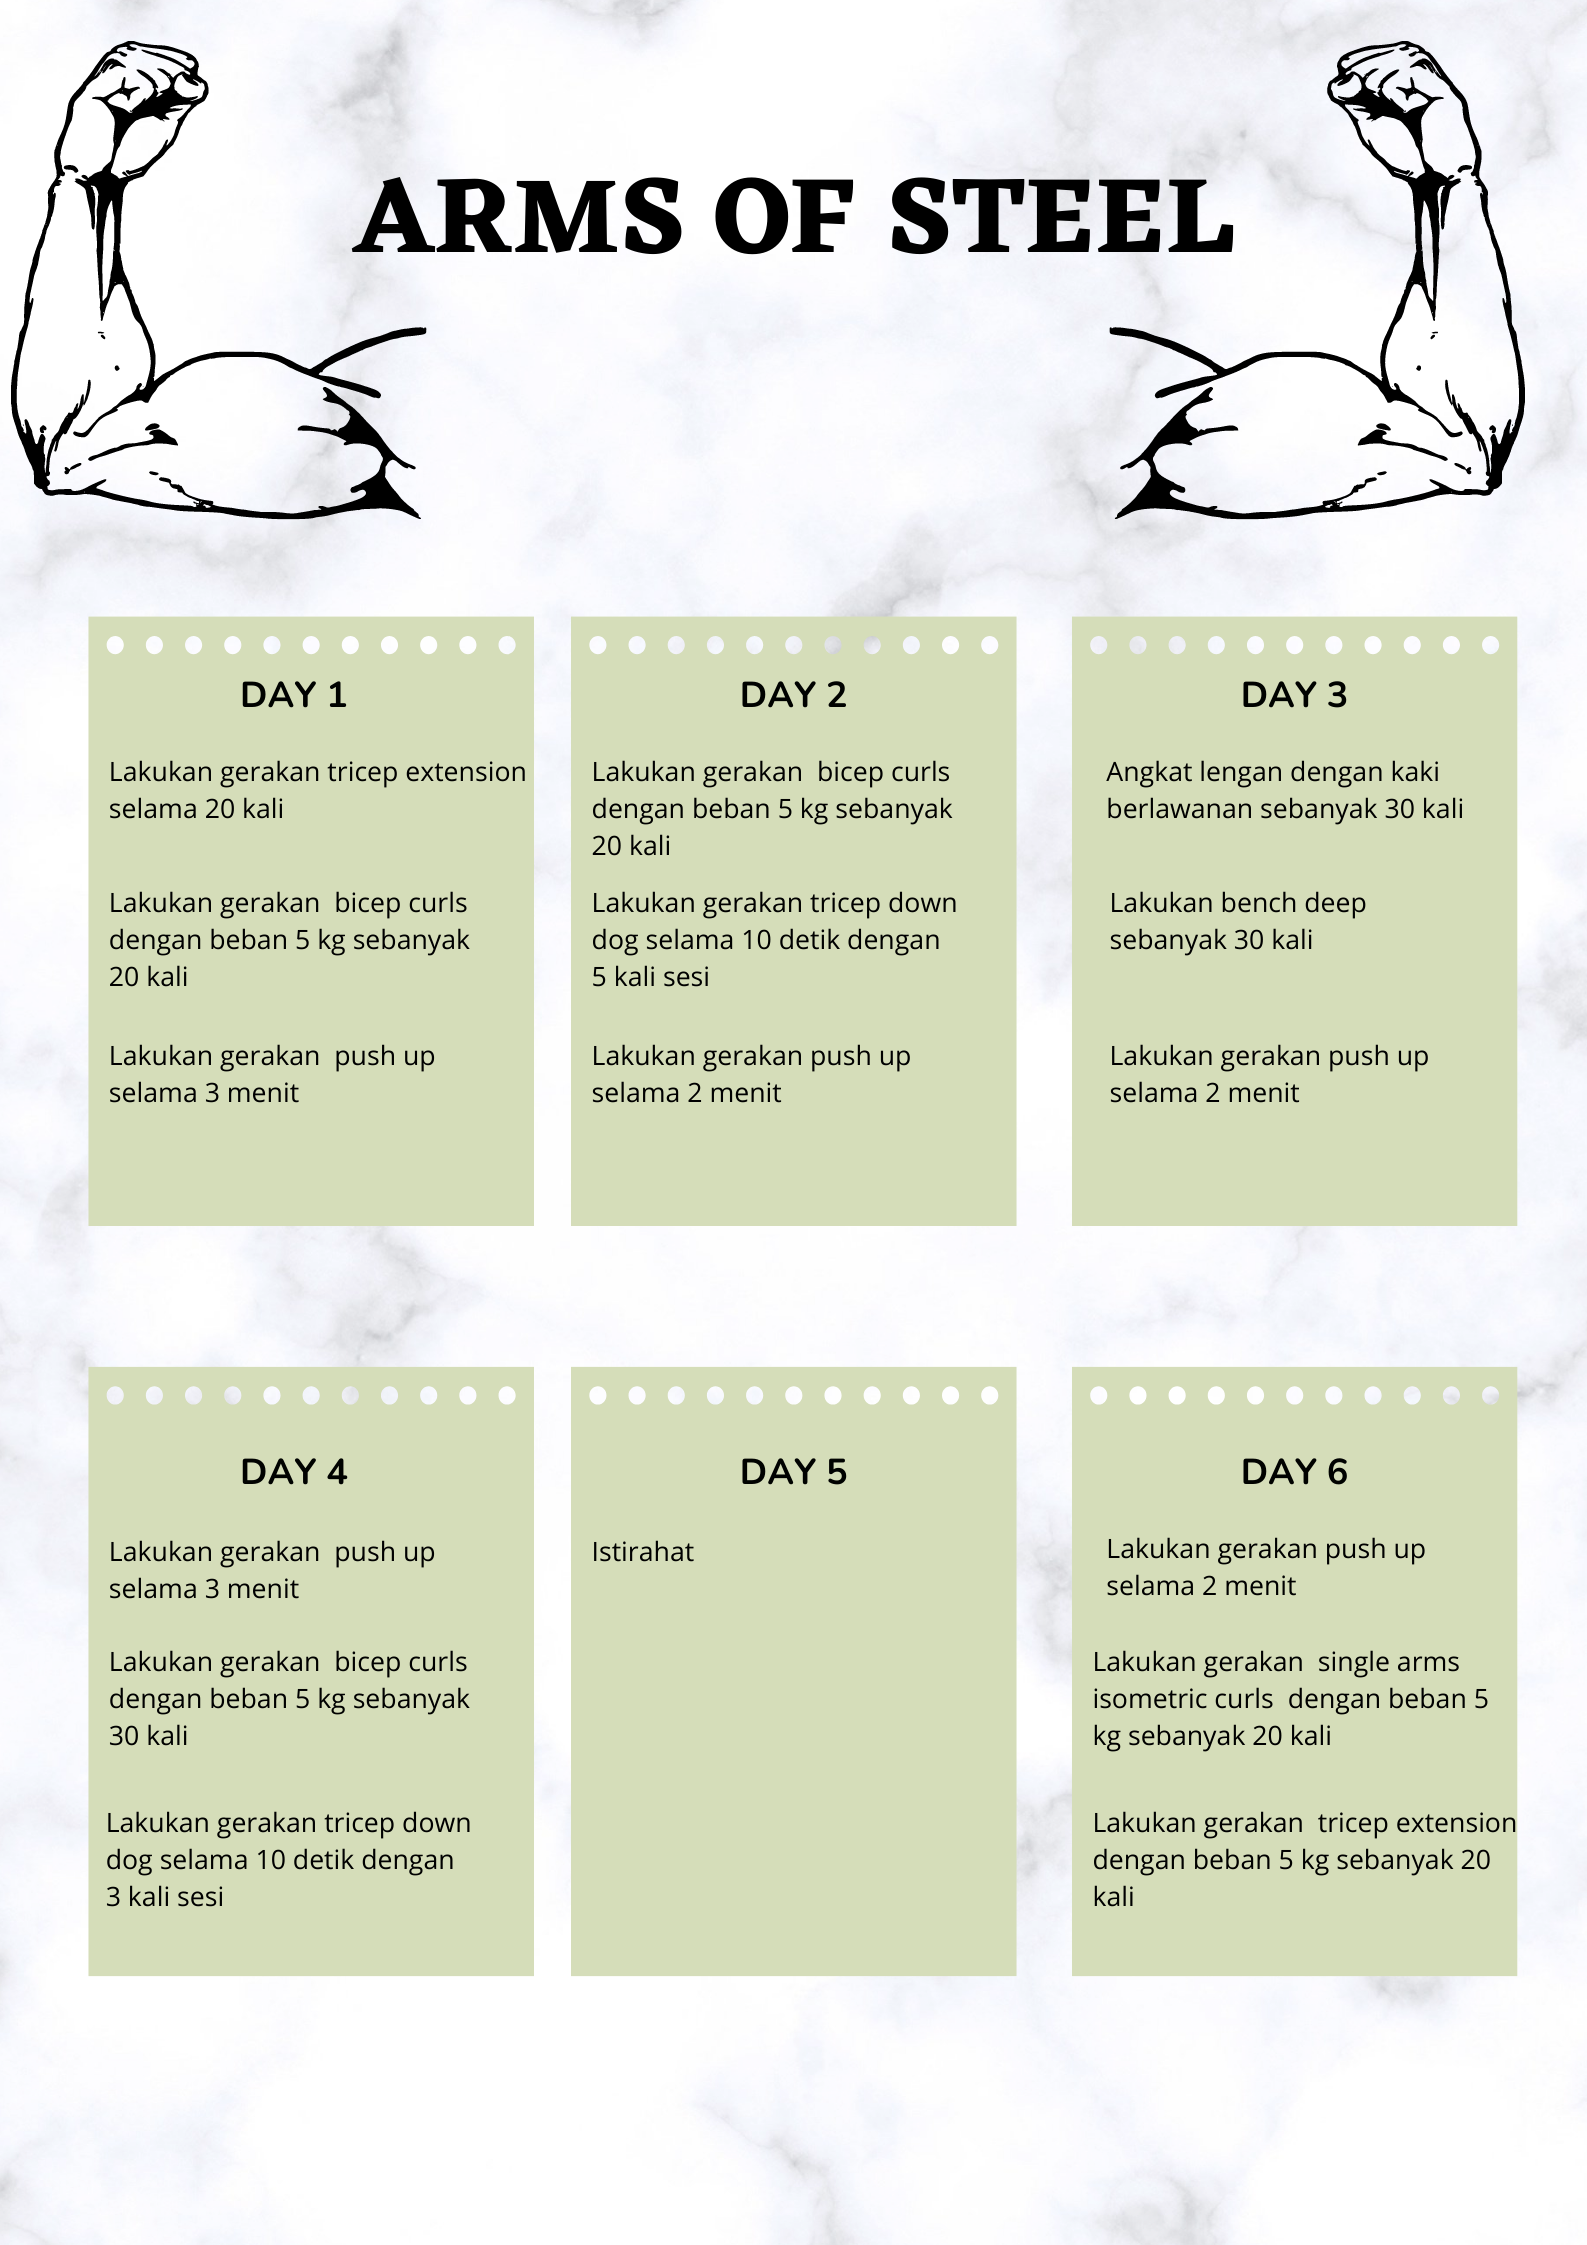 ARMS OF STEEL
DAY 1
Lakukan gerakan tricep extension
selama 20 kali
Lakukan gerakan  bicep curls
dengan beban 5 kg sebanyak
20 kali
Lakukan gerakan  push up
selama 3 menit
DAY 2
Lakukan gerakan  bicep curls
dengan beban 5 kg sebanyak
20 kali
Lakukan gerakan tricep down
dog selama 10 detik dengan
5 kali sesi
Lakukan gerakan push up
selama 2 menit
DAY 3
Angkat lengan dengan kaki
berlawanan sebanyak 30 kali
Lakukan bench deep
sebanyak 30 kali
Lakukan gerakan push up
selama 2 menit
DAY 4
Lakukan gerakan  push up
selama 3 menit
Lakukan gerakan  bicep curls
dengan beban 5 kg sebanyak
30 kali
Lakukan gerakan tricep down
dog selama 10 detik dengan
3 kali sesi
DAY 5
Istirahat
DAY 6
Lakukan gerakan push up
selama 2 menit
Lakukan gerakan  single arms
isometric curls  dengan beban 5
kg sebanyak 20 kali
Lakukan gerakan  tricep extension
dengan beban 5 kg sebanyak 20
kali